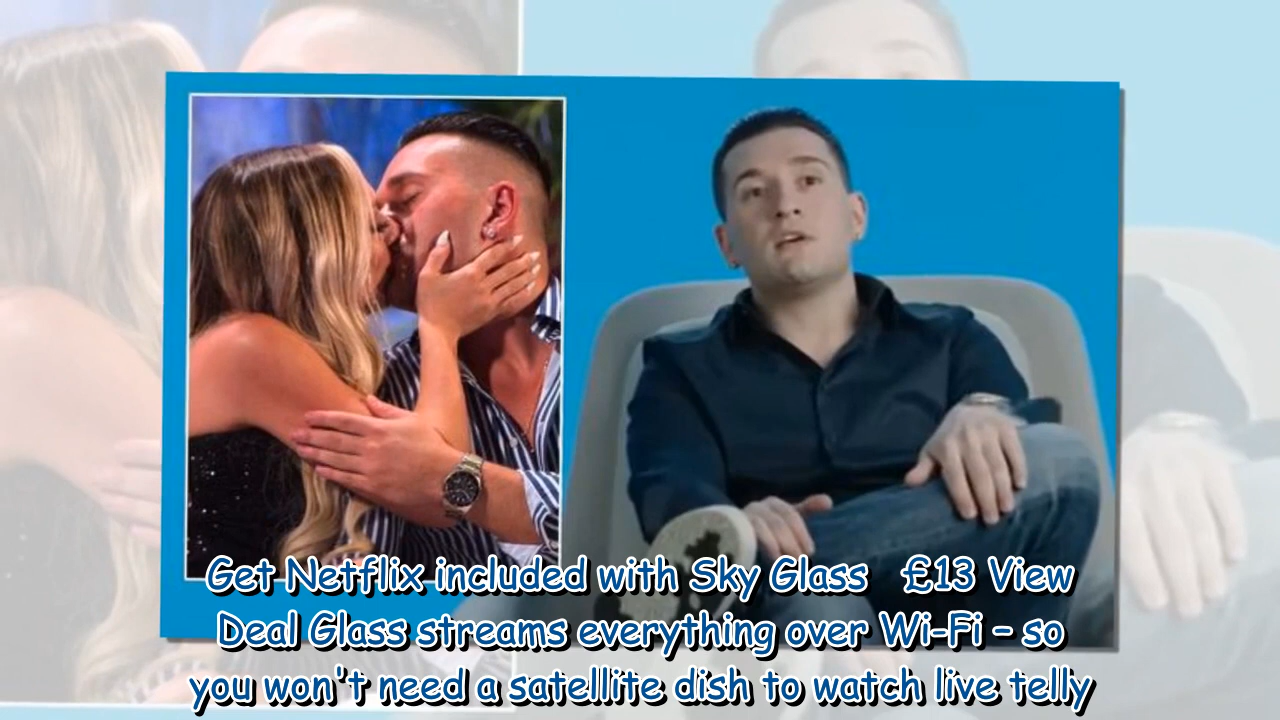 Get Netflix included with Sky Glass £13 View
Deal Glass streams everything over Wi-Fi – so
you won't need a satellite dish to watch live telly